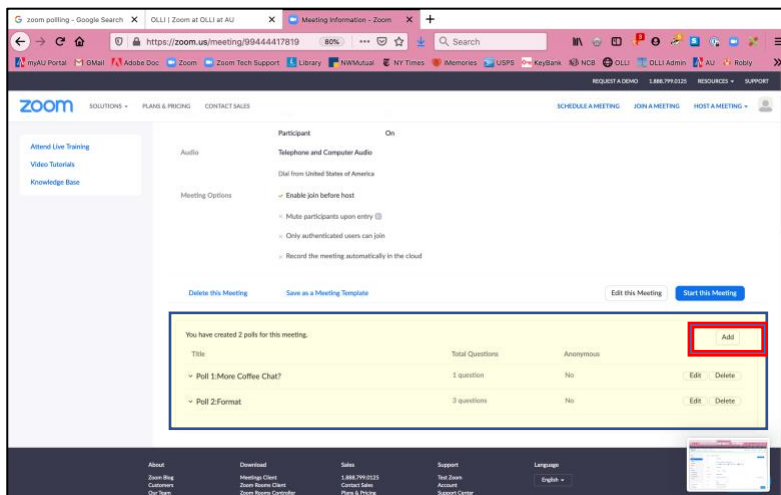 zoom pollling - Google Search
OLLI | Zoom at OLLI at AU
Meeting Information - Zoom
https://zoom.us/meeting/99444417819 80% Search
myAU Portal GMail Adobe Doc Zoom Zoom Tech Support Library NWMutual NY Times iMemories USPS KeyBank NCB OLLI OLLI Admin AU Robly
REQUEST A DEMO 1.888.799.0125 RESOURCES SUPPORT
zoom SOLUTIONS PLANS & PRICING CONTACT SALES SCHEDULE A MEETING JOIN A MEETING HOST A MEETING
Participant On
Attend Live Training
Audio Telephone and Computer Audio
Video Tutorials
Dial from United States of America
Knowledge Base
Meeting Options Enable join before host
Mute participants upon entry
Only authenticated users can join
Record the meeting automatically in the cloud
Delete this Meeting Save as a Meeting Template Edit this Meeting Start this Meeting
You have created 2 polls for this meeting. Add
Title Total Questions Anonymous
Poll 1:More Coffee Chat? 1 question No Edit Delete
Poll 2:Format 3 questions No Edit Delete
About Download Sales Support Language
Zoom Blog Meetings Client 1.888.799.0125 Test Zoom English
Customers Zoom Rooms Client Contact Sales Account
Our Team Zoom Rooms Controller Plans & Pricing Support Center